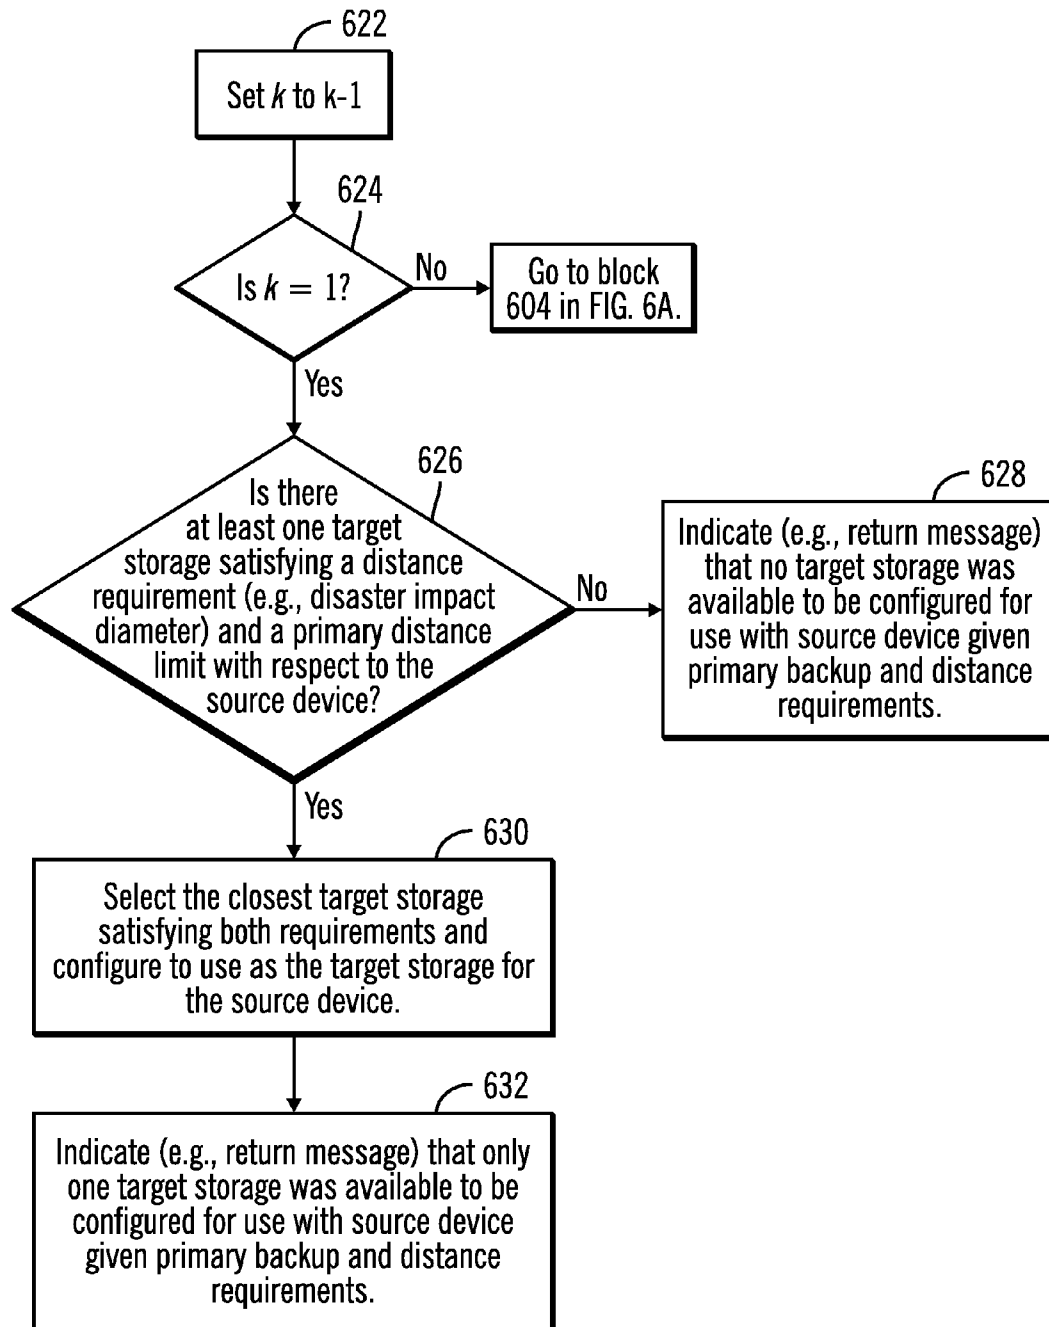 622
Set k to k-1
624
Is k = 1?
No
Go to block
604 in FIG. 6A.
Yes
626
Is there
at least one target
storage satisfying a distance
requirement (e.g., disaster impact
diameter) and a primary distance
limit with respect to the
source device?
No
628
Indicate (e.g., return message)
that no target storage was
available to be configured for
use with source device given
primary backup and distance
requirements.
Yes
630
Select the closest target storage
satisfying both requirements and
configure to use as the target storage for
the source device.
632
Indicate (e.g., return message) that only
one target storage was available to be
configured for use with source device
given primary backup and distance
requirements.